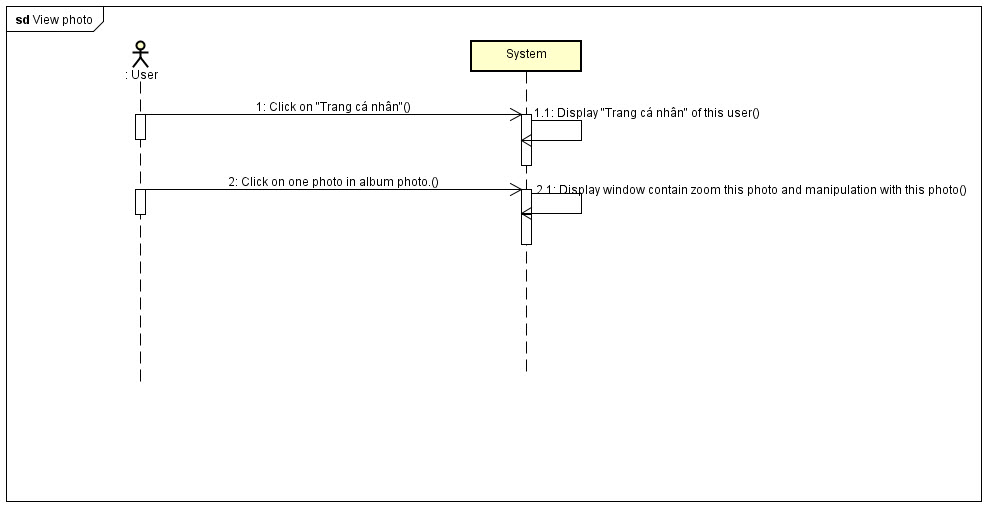 sd View photo
System
: User
1: Click on "Trang cá nhân"()
1.1: Display "Trang cá nhân" of this user()
2: Click on one photo in album photo.()
2.1: Display window contain zoom this photo and manipulation with this photo()